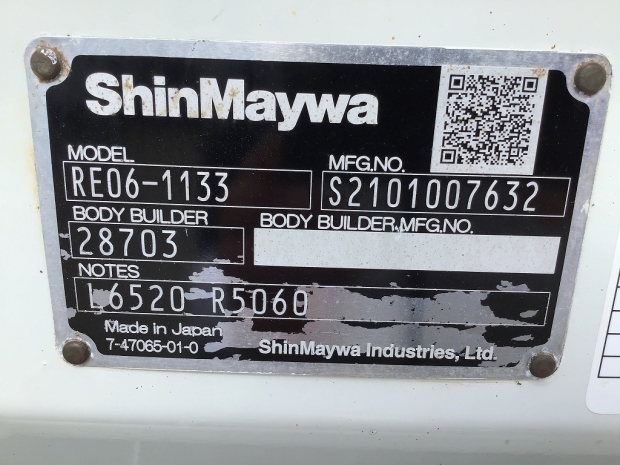 ShinMaywa
MODEL
MFG.NO.
RE06-1133
S2101007632
BODY BUILDER
BODY BUILDER,MFG.NO.
28703
NOTES
L6520 R5060
Made in Japan
7-47065-01-0
ShinMaywa Industries, Ltd.